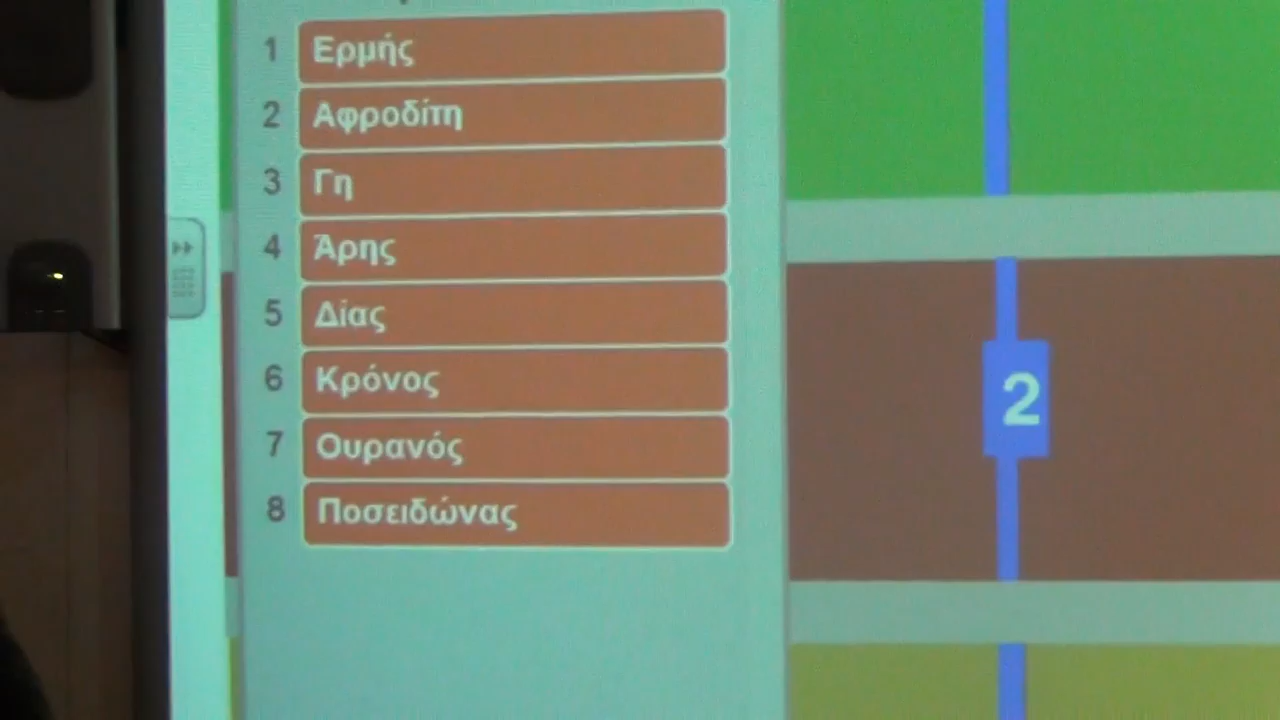 1 Ερμής
2 Αφροδίτη
3 Γη
4 Άρης
5 Δίας
6 Κρόνος
7 Ουρανός
8 Ποσειδώνας
2